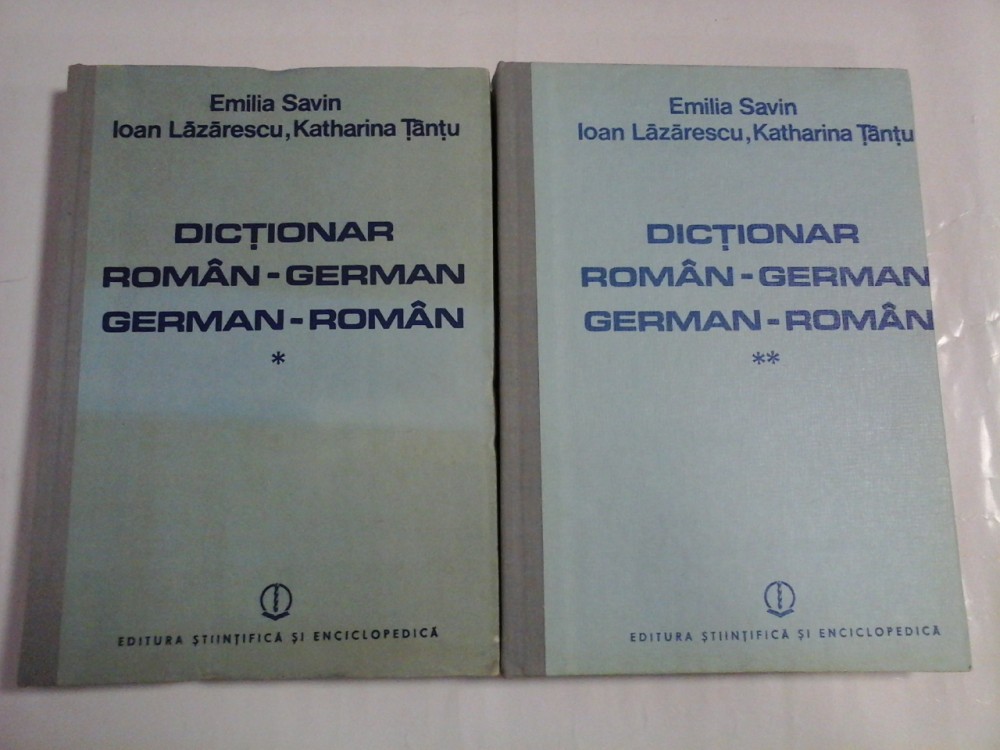 Emilia Savin
Ioan Lăzărescu, Katharina Țânțu
DICȚIONAR
ROMÂN-GERMAN
GERMAN-ROMÂN
*
EDITURA ȘTIINȚIFICĂ ȘI ENCICLOPEDICĂ
Emilia Savin
Ioan Lăzărescu, Katharina Țânțu
DICȚIONAR
ROMÂN-GERMAN
GERMAN-ROMÂN
**
EDITURA ȘTIINȚIFICĂ ȘI ENCICLOPEDICĂ